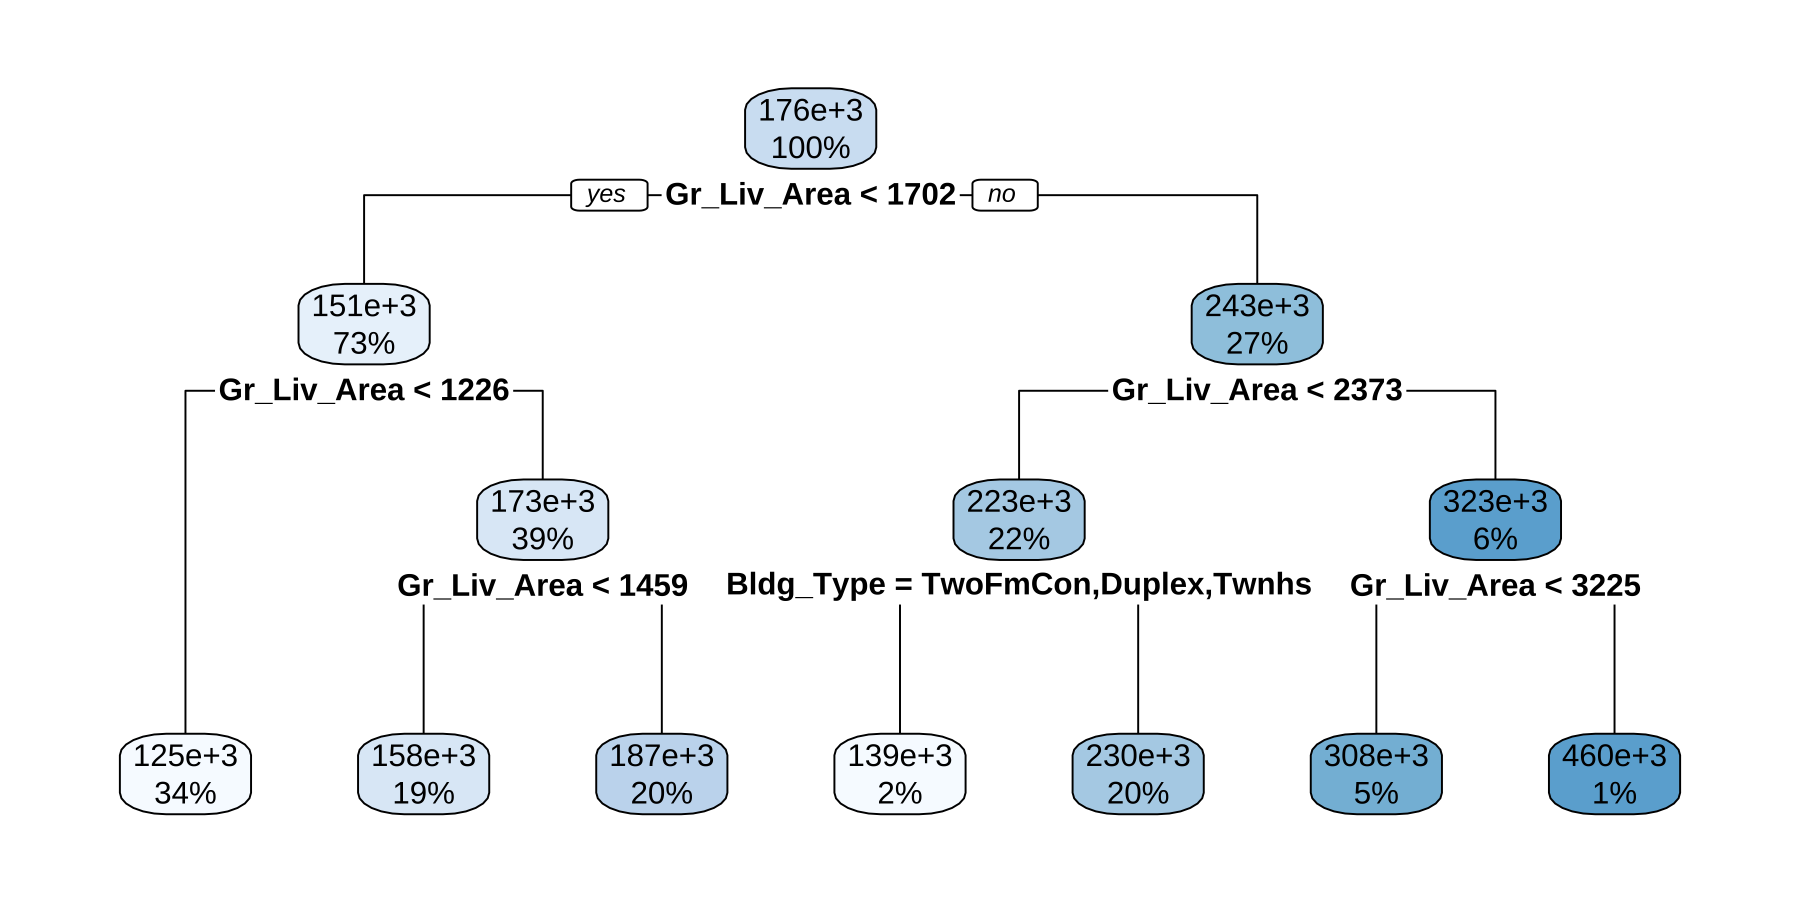 176e+3
100%
yes Gr_Liv_Area < 1702 no
151e+3
73%
243e+3
27%
Gr_Liv_Area < 1226
Gr_Liv_Area < 2373
173e+3
39%
223e+3
22%
323e+3
6%
Gr_Liv_Area < 1459
Bldg_Type = TwoFmCon,Duplex,Twnhs
Gr_Liv_Area < 3225
125e+3
34%
158e+3
19%
187e+3
20%
139e+3
2%
230e+3
20%
308e+3
5%
460e+3
1%